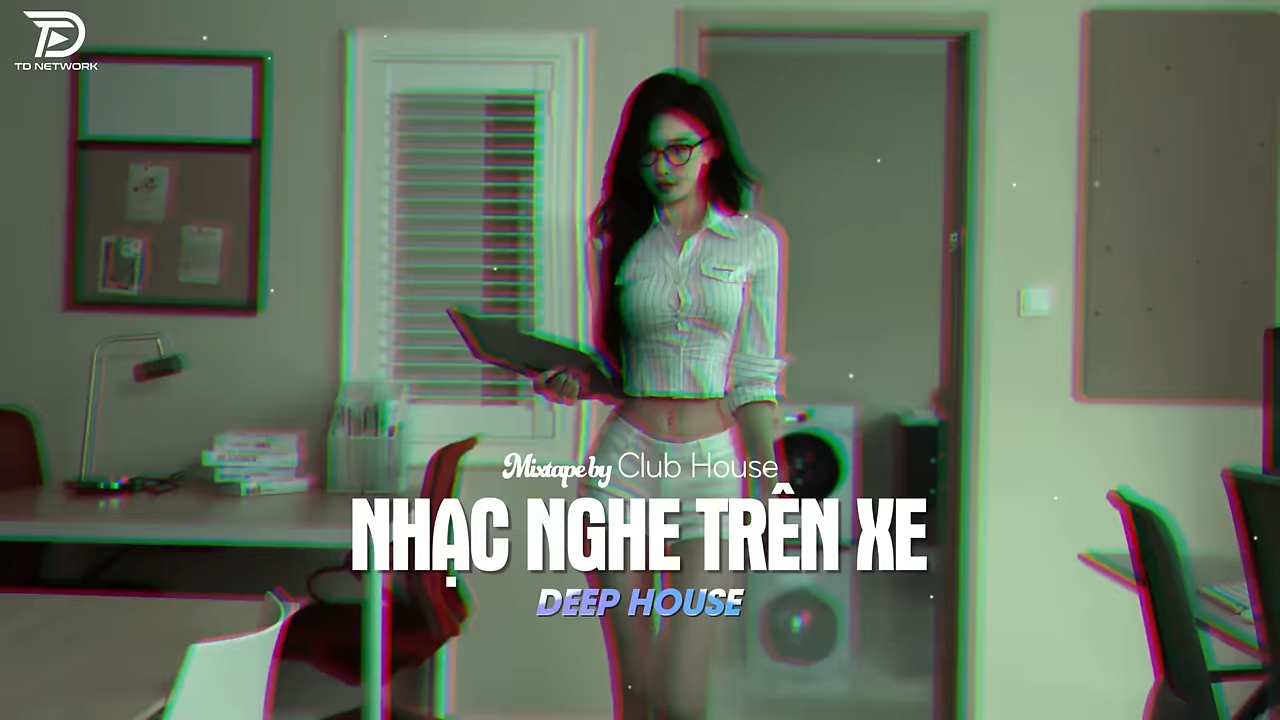 TD NETWORK
Mixtape by Club House
NHẠC NGHE TRÊN XE
DEEP HOUSE